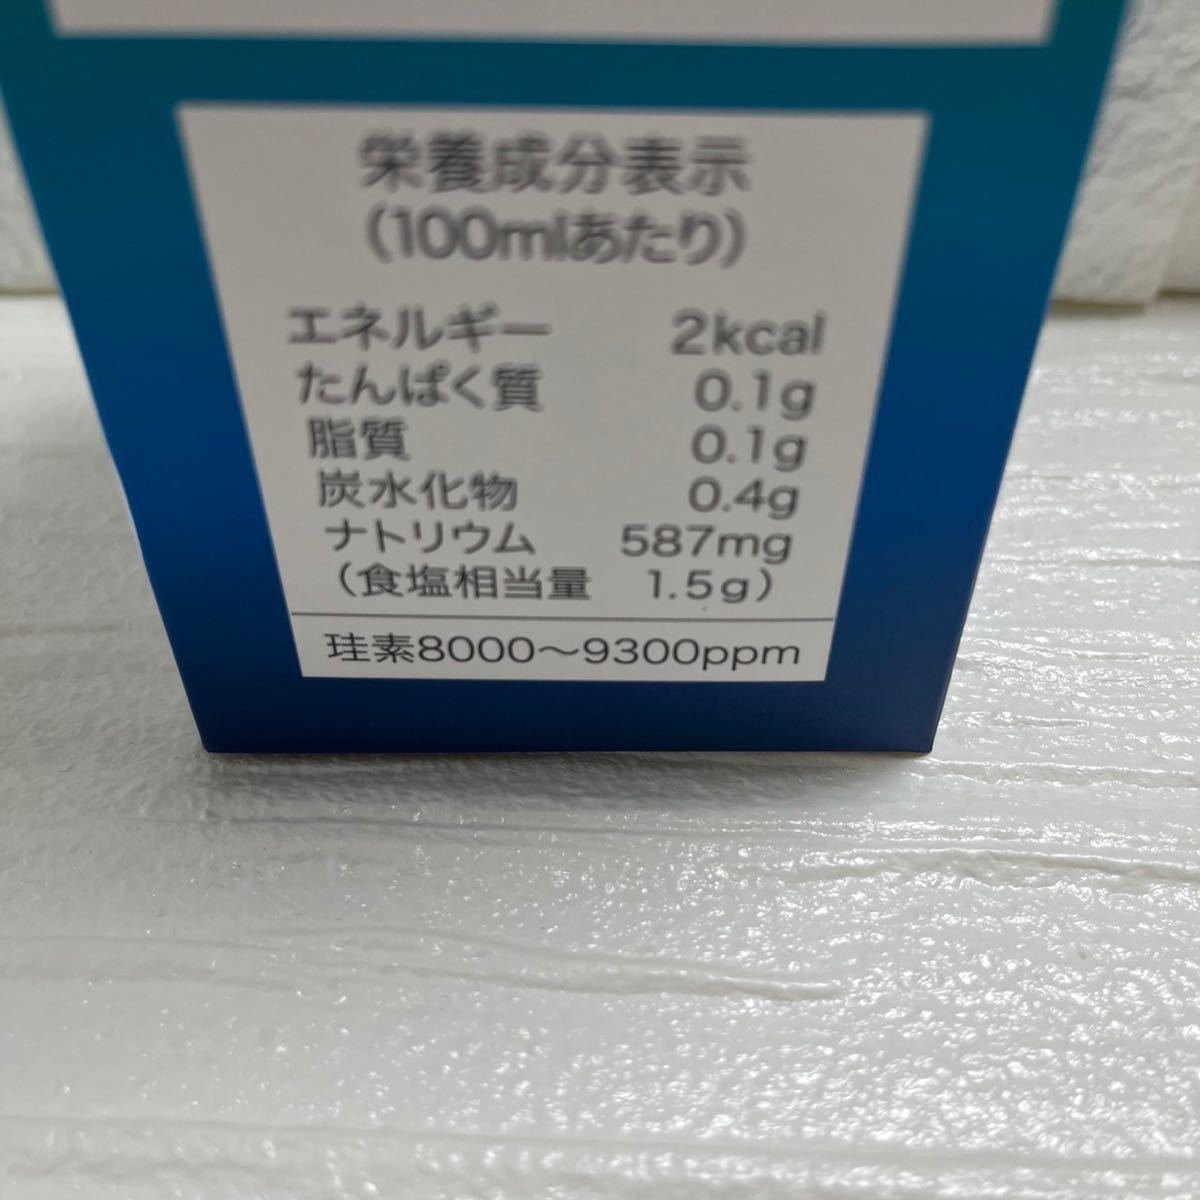 栄養成分表示
(100mlあたり)
エネルギー 2kcal
たんぱく質 0.1g
脂質 0.1g
炭水化物 0.4g
ナトリウム 587mg
(食塩相当量 1.5g)
珪素8000〜9300ppm